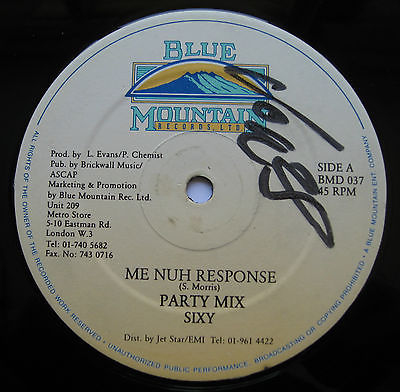 BLUE
MOUNTAIN
RECORDS, LTD.
Prod. by L. Evans/P. Chemist
Pub. by Brickwall Music/
ASCAP
Marketing & Promotion
by Blue Mountain Rec. Ltd.
Unit 209
Metro Store
5-10 Eastman Rd.
London W.3
Tel: 01-740 5682
Fax. No: 743 0716
SIDE A
BMD 037
45 RPM
ME NUH RESPONSE
(S. Morris)
PARTY MIX
SIXY
Dist. by Jet Star/EMI Tel: 01-961 4422
ALL RIGHTS OF THE OWNER OF THE RECORDED WORK RESERVED • UNAUTHORIZED PUBLIC PERFORMANCE, BROADCASTING OR COPYING PROHIBITED • A BLUE MOUNTAIN ENT. COMPANY